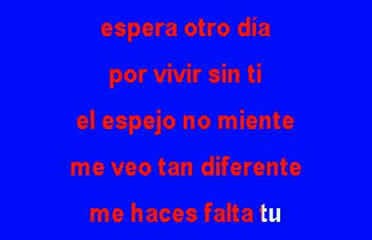 espera otro día
por vivir sin ti
el espejo no miente
me veo tan diferente
me haces falta tu